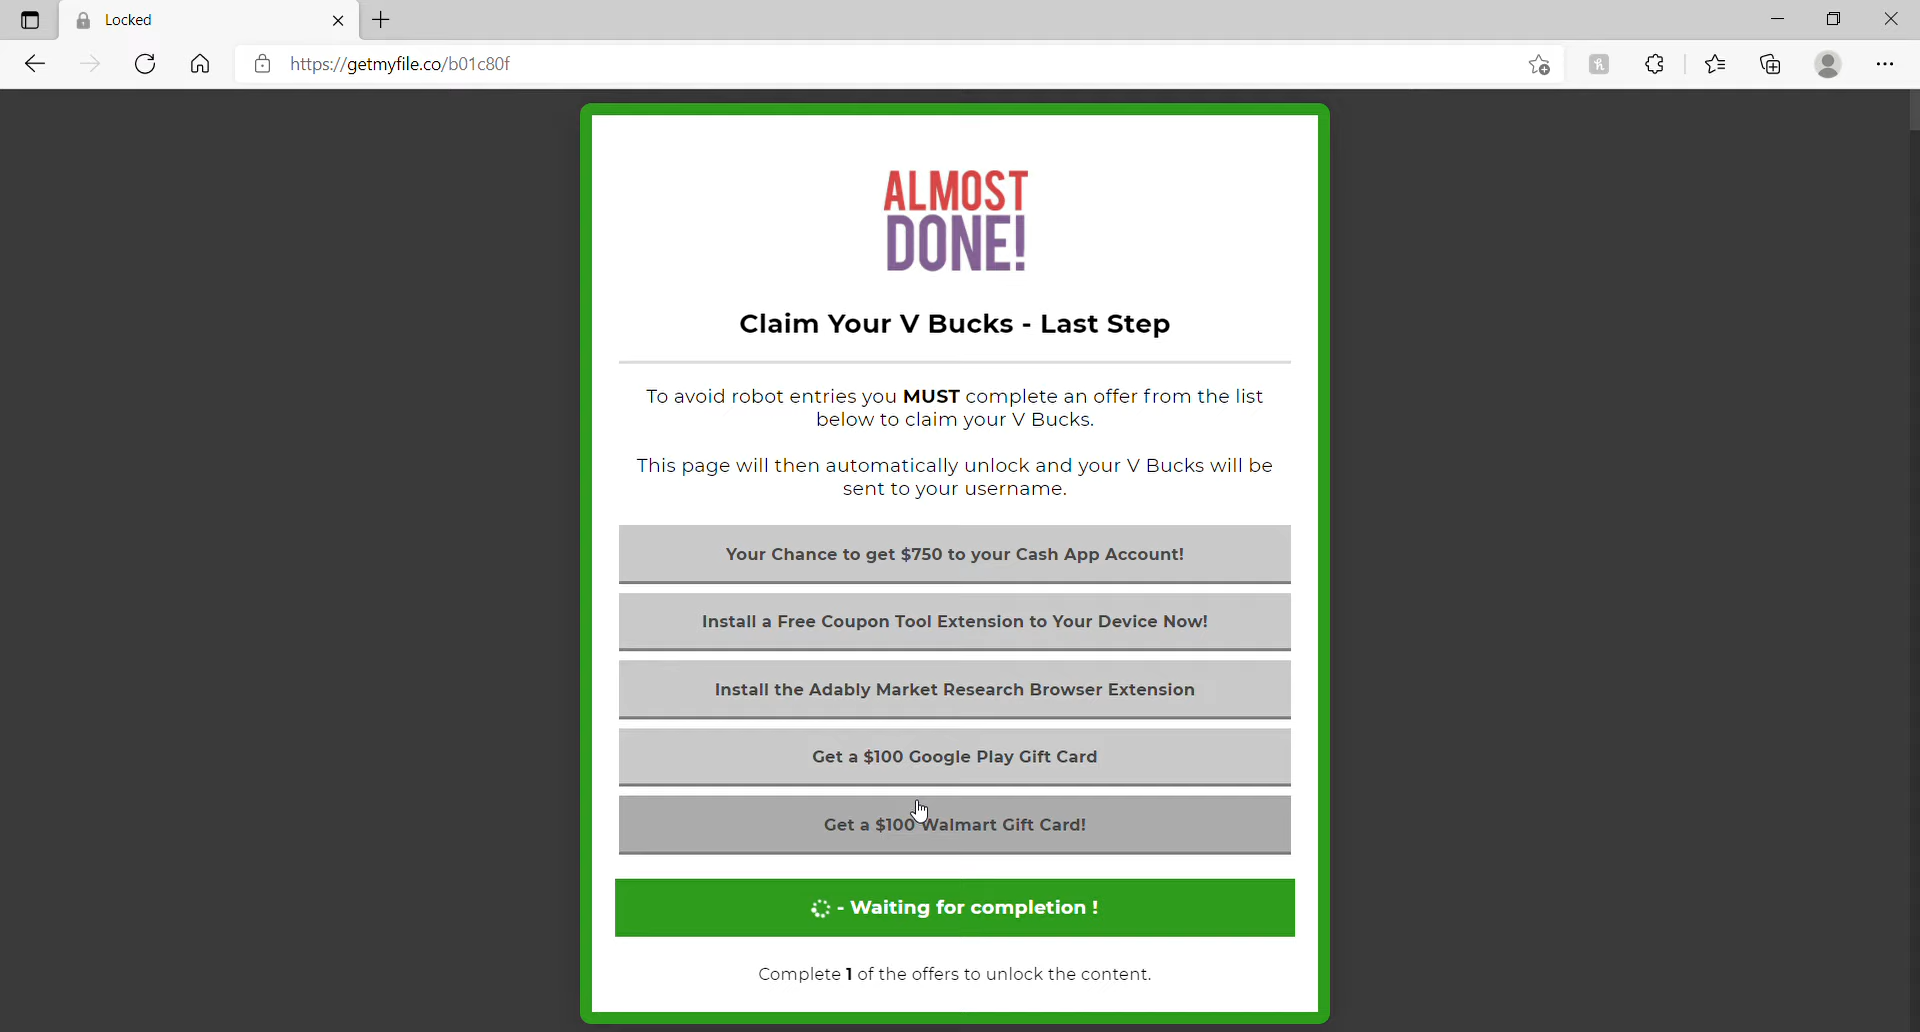 Locked
https://getmyfile.co/b01c80f
ALMOST
DONE!
Claim Your V Bucks - Last Step
To avoid robot entries you MUST complete an offer from the list
below to claim your V Bucks.
This page will then automatically unlock and your V Bucks will be
sent to your username.
Your Chance to get $750 to your Cash App Account!
Install a Free Coupon Tool Extension to Your Device Now!
Install the Adably Market Research Browser Extension
Get a $100 Google Play Gift Card
Get a $100 Walmart Gift Card!
- Waiting for completion !
Complete 1 of the offers to unlock the content.